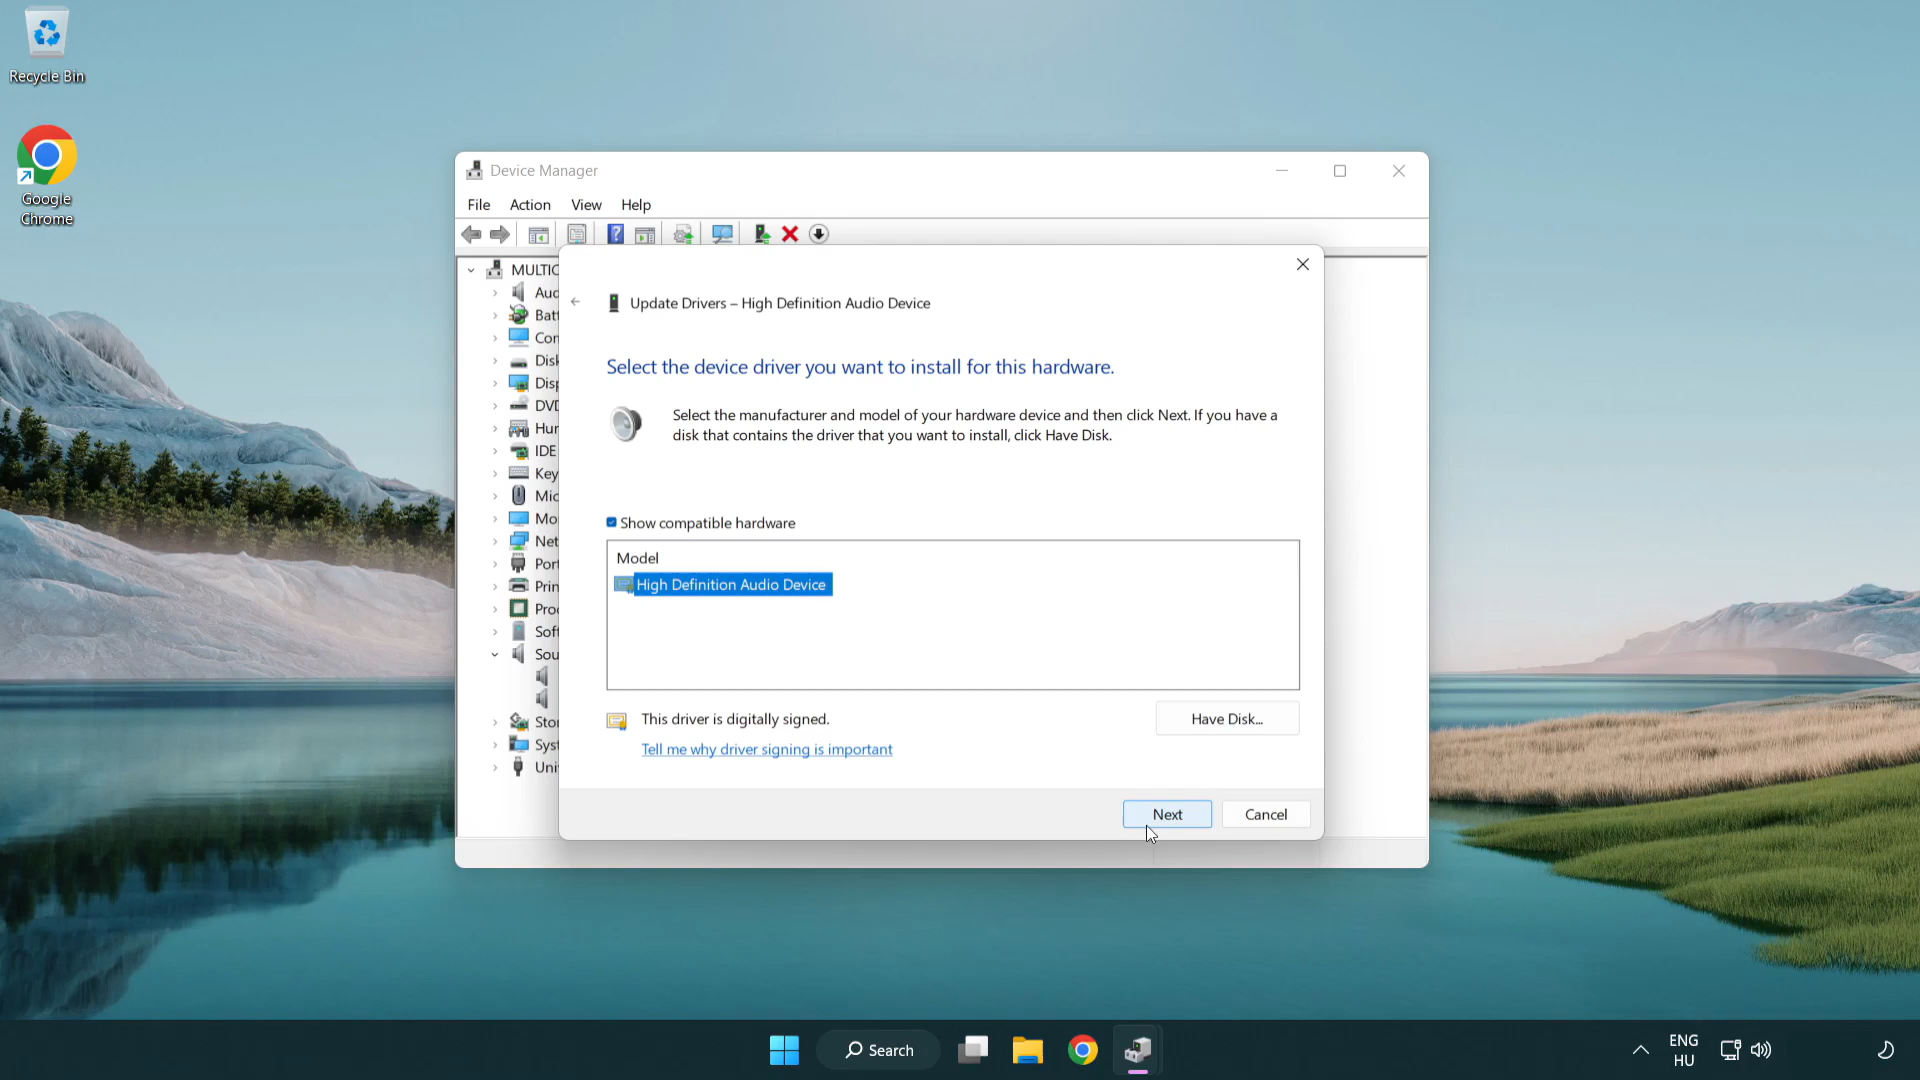 Recycle Bin
Google
Chrome
Device Manager
File Action View Help
MULTIC
Aud
Batt
Con
Disk
Disp
DVD
Hur
IDE
Key
Mic
Mo
Net
Port
Prin
Proc
Soft
Sou
Stor
Syst
Uni
Update Drivers – High Definition Audio Device
Select the device driver you want to install for this hardware.
Select the manufacturer and model of your hardware device and then click Next. If you have a
disk that contains the driver that you want to install, click Have Disk.
Show compatible hardware
Model
High Definition Audio Device
This driver is digitally signed.
Have Disk...
Tell me why driver signing is important
Next
Cancel
Search
ENG
HU